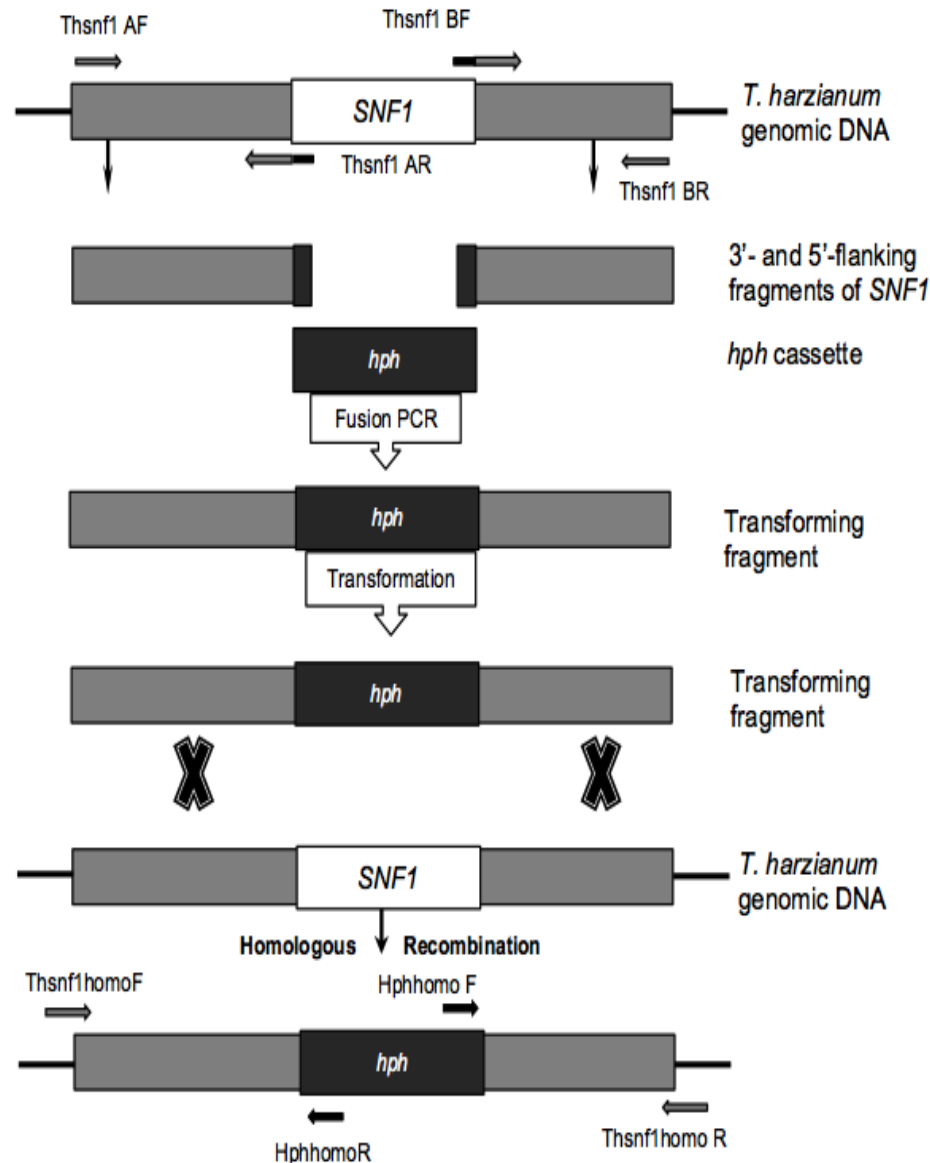 Thsnf1 AF
Thsnf1 BF
SNF1
T. harzianum
genomic DNA
Thsnf1 AR
Thsnf1 BR
3’- and 5’-flanking
fragments of SNF1
hph
hph cassette
Fusion PCR
hph
Transforming
fragment
Transformation
hph
Transforming
fragment
SNF1
T. harzianum
genomic DNA
Homologous Recombination
Thsnf1homoF
Hphhomo F
hph
HphhomoR
Thsnf1homo R